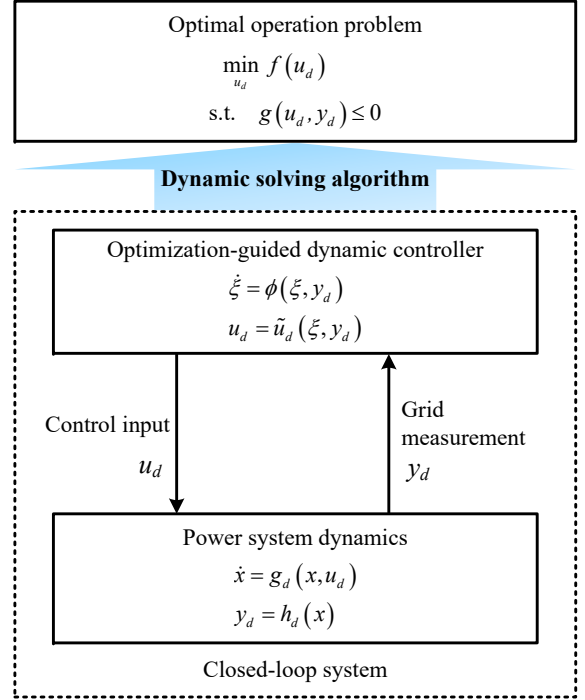 Optimal operation problem
min f(u_d)
u_d
s.t. g(u_d, y_d) ≤ 0
Dynamic solving algorithm
Optimization-guided dynamic controller
ξ̇ = ϕ(ξ, y_d)
u_d = ũ_d(ξ, y_d)
Control input
u_d
Grid
measurement
y_d
Power system dynamics
ẋ = g_d(x, u_d)
y_d = h_d(x)
Closed-loop system